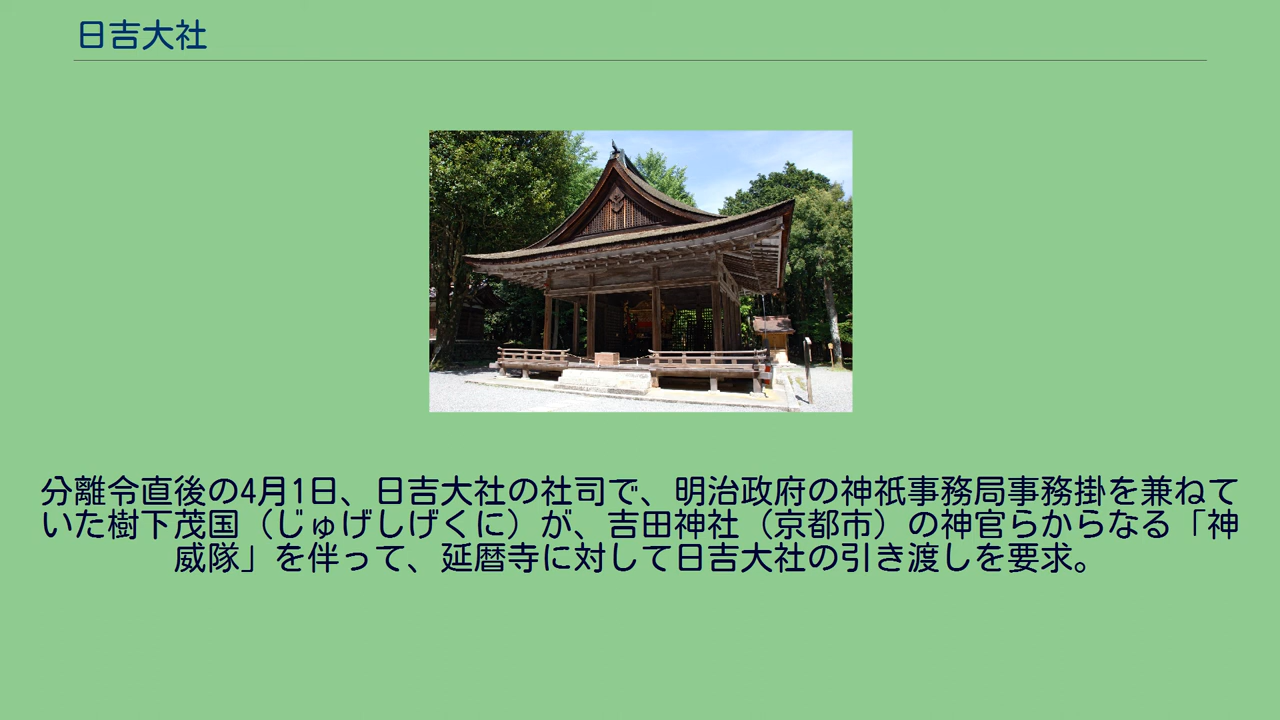 日吉大社
分離令直後の4月1日、日吉大社の社司で、明治政府の神祇事務局事務掛を兼ねて
いた樹下茂国（じゅげしげくに）が、吉田神社（京都市）の神官らからなる「神
威隊」を伴って、延暦寺に対して日吉大社の引き渡しを要求。